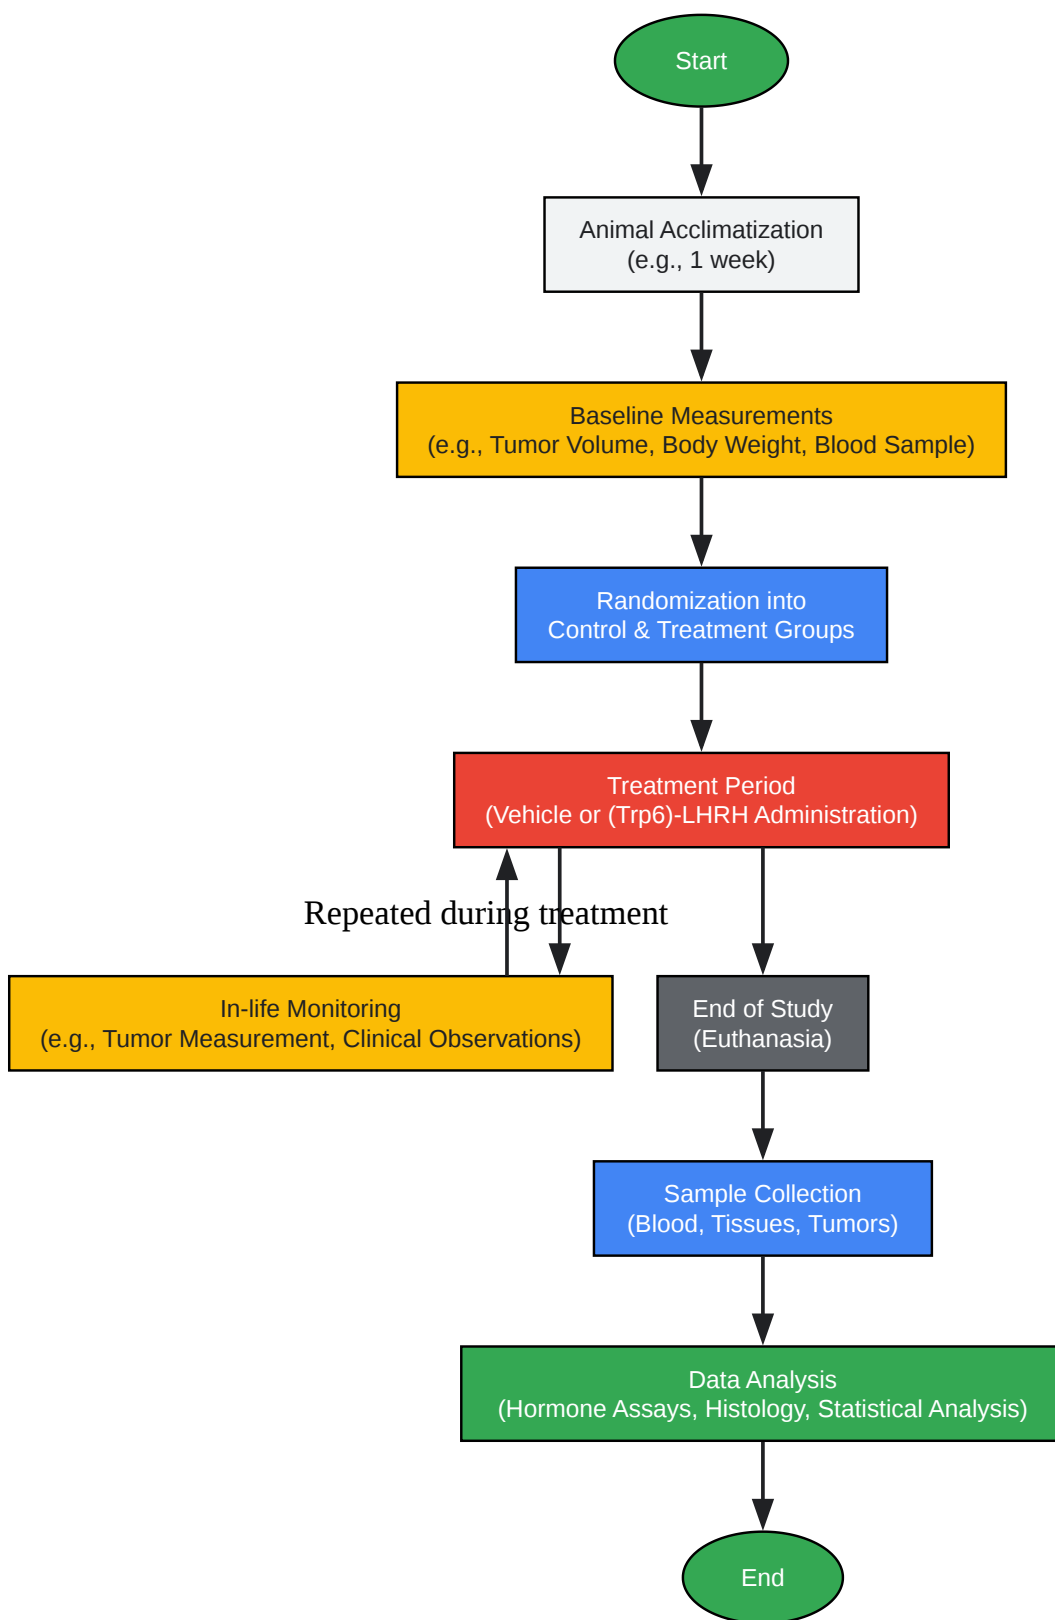 Start
Animal Acclimatization
(e.g., 1 week)
Baseline Measurements
(e.g., Tumor Volume, Body Weight, Blood Sample)
Randomization into
Control & Treatment Groups
Treatment Period
(Vehicle or (Trp6)-LHRH Administration)
Repeated during treatment
In-life Monitoring
(e.g., Tumor Measurement, Clinical Observations)
End of Study
(Euthanasia)
Sample Collection
(Blood, Tissues, Tumors)
Data Analysis
(Hormone Assays, Histology, Statistical Analysis)
End